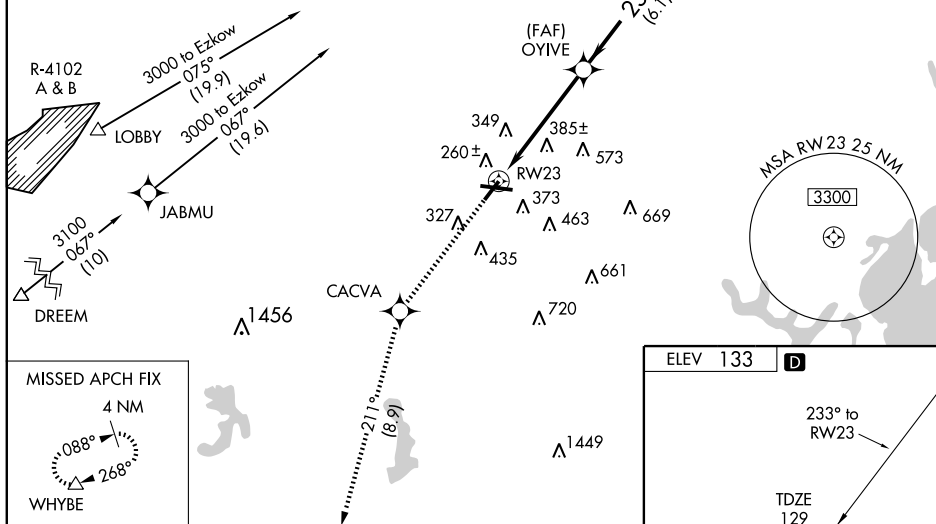 R-4102
A & B
3000 to Ezkow
075°
(19.9)
LOBBY
3000 to Ezkow
067°
(19.6)
JABMU
3100
067°
(10)
DREEM
(FAF)
OYIVE
(6.1)
349
385±
573
260±
RW23
373
327
463
669
435
661
720
CACVA
1456
211°
(8.9)
1449
MSA RW23 25 NM
3300
MISSED APCH FIX
4 NM
088°
268°
WHYBE
ELEV 133
D
233° to
RW23
TDZE
129